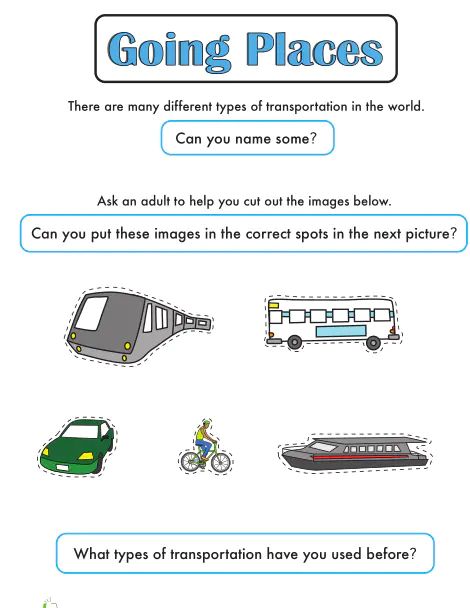 Going Places
There are many different types of transportation in the world.
Can you name some?
Ask an adult to help you cut out the images below.
Can you put these images in the correct spots in the next picture?
What types of transportation have you used before?